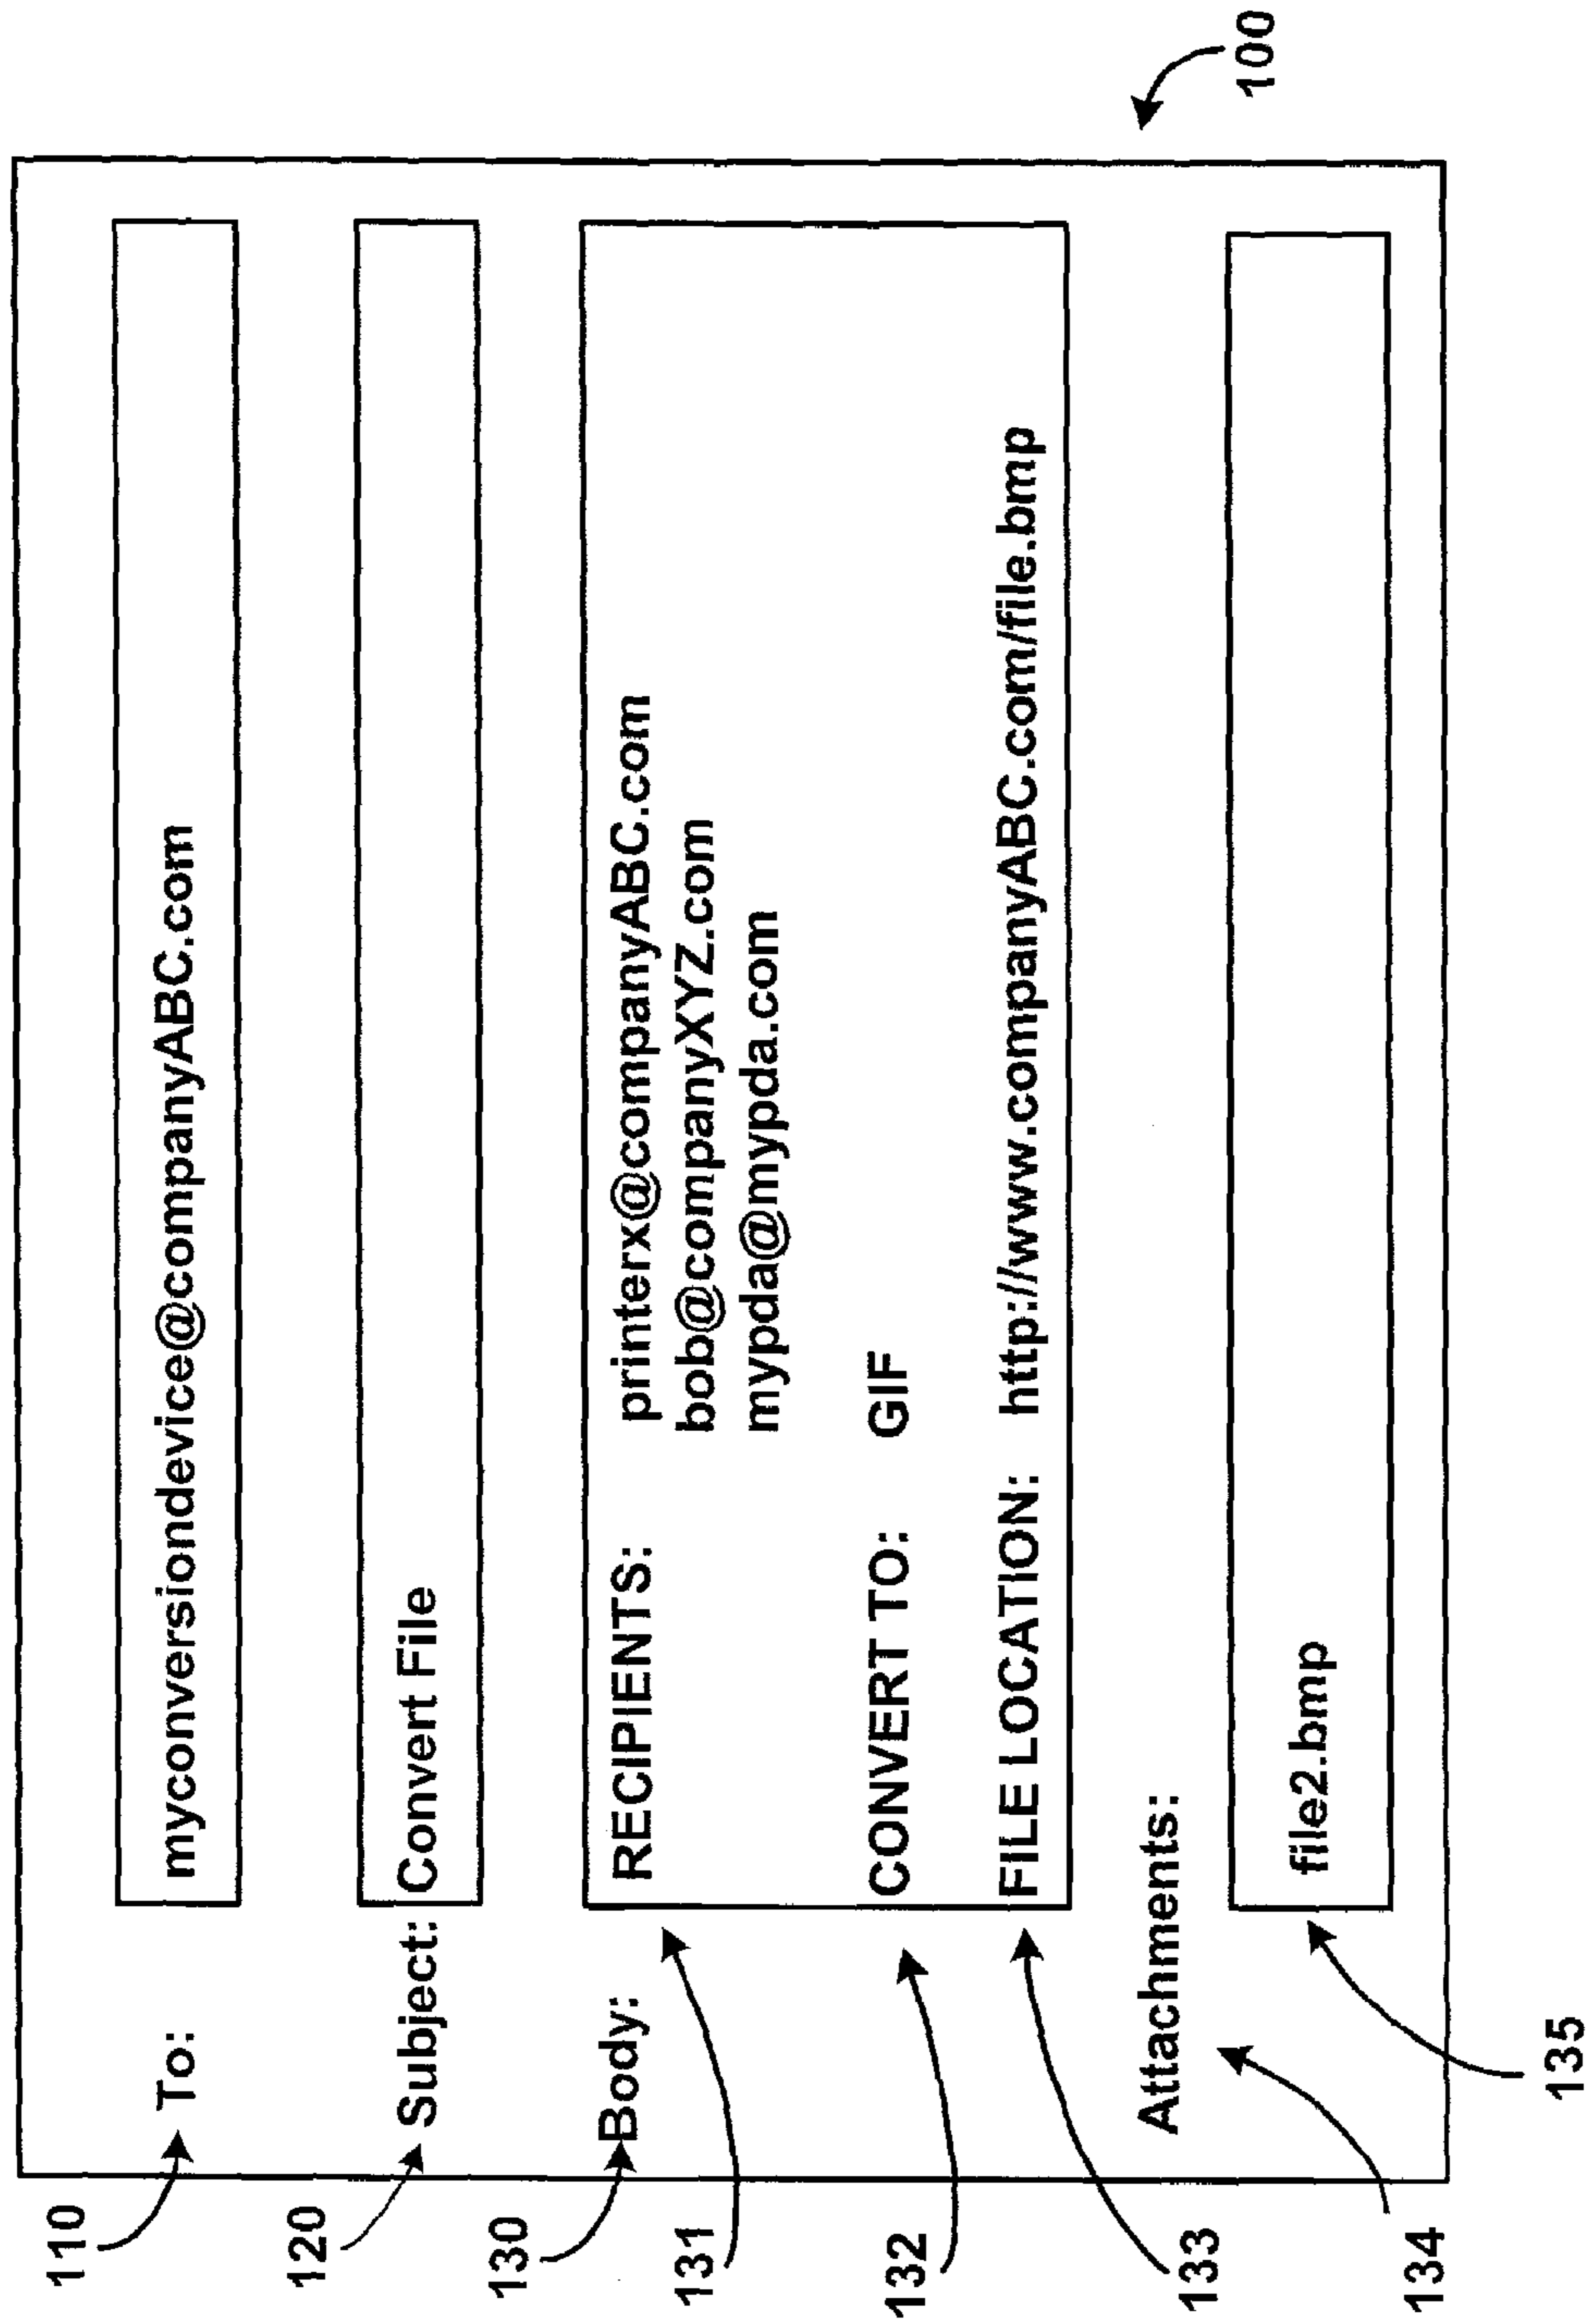 110
To:
myconversiondevice@companyABC.com
120
Subject:
Convert File
130
Body:
131
RECIPIENTS: printerx@companyABC.com
bob@companyXYZ.com
mypda@mypda.com
132
CONVERT TO: GIF
133
FILE LOCATION: http://www.companyABC.com/file.bmp
134
Attachments:
135
file2.bmp
100